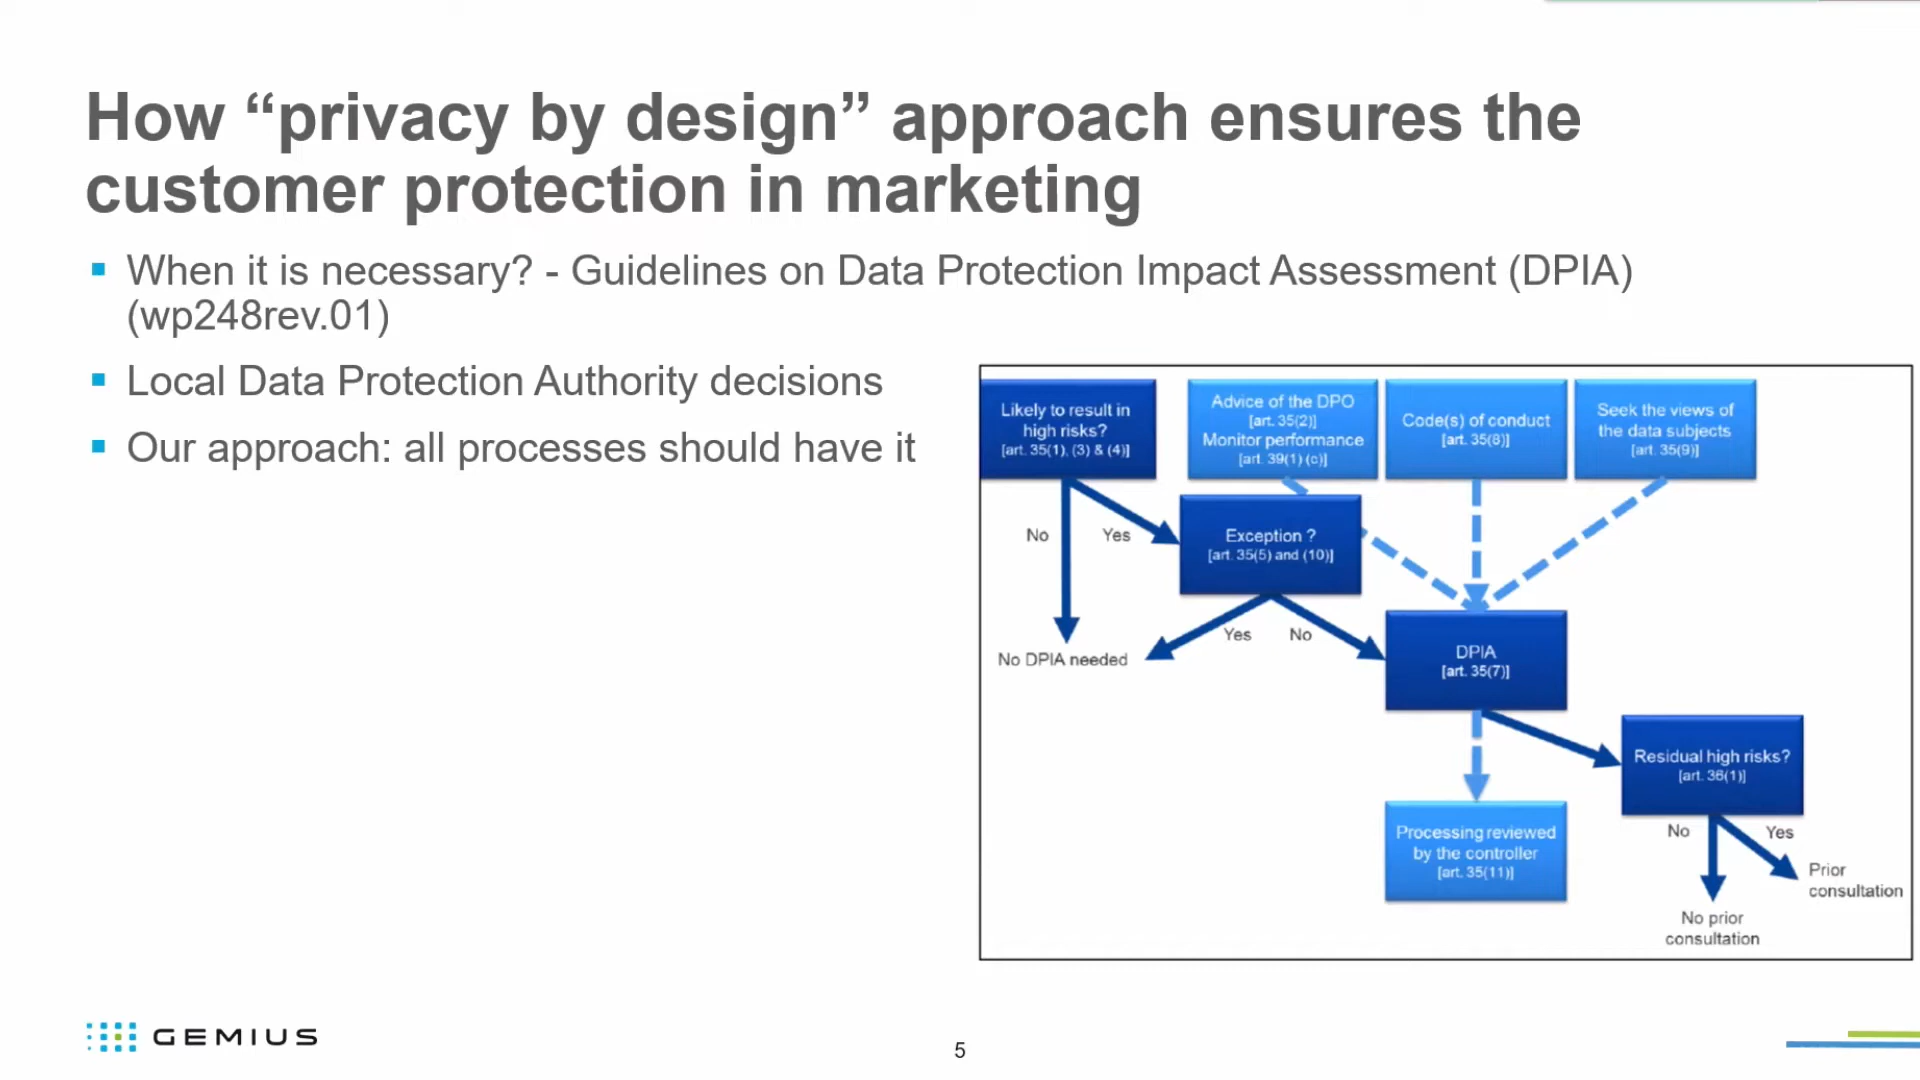 How “privacy by design” approach ensures the
customer protection in marketing
When it is necessary? - Guidelines on Data Protection Impact Assessment (DPIA)
(wp248rev.01)
Local Data Protection Authority decisions
Our approach: all processes should have it
Likely to result in
high risks?
[art. 35(1), (3) & (4)]
Advice of the DPO
[art. 35(2)]
Monitor performance
[art. 39(1) (c)]
Code(s) of conduct
[art. 35(8)]
Seek the views of
the data subjects
[art. 35(9)]
No
Yes
Exception ?
[art. 35(5) and (10)]
Yes
No
No DPIA needed
DPIA
[art. 35(7)]
Residual high risks?
[art. 36(1)]
Processing reviewed
by the controller
[art. 35(11)]
No
Yes
Prior
consultation
No prior
consultation
GEMIUS
5